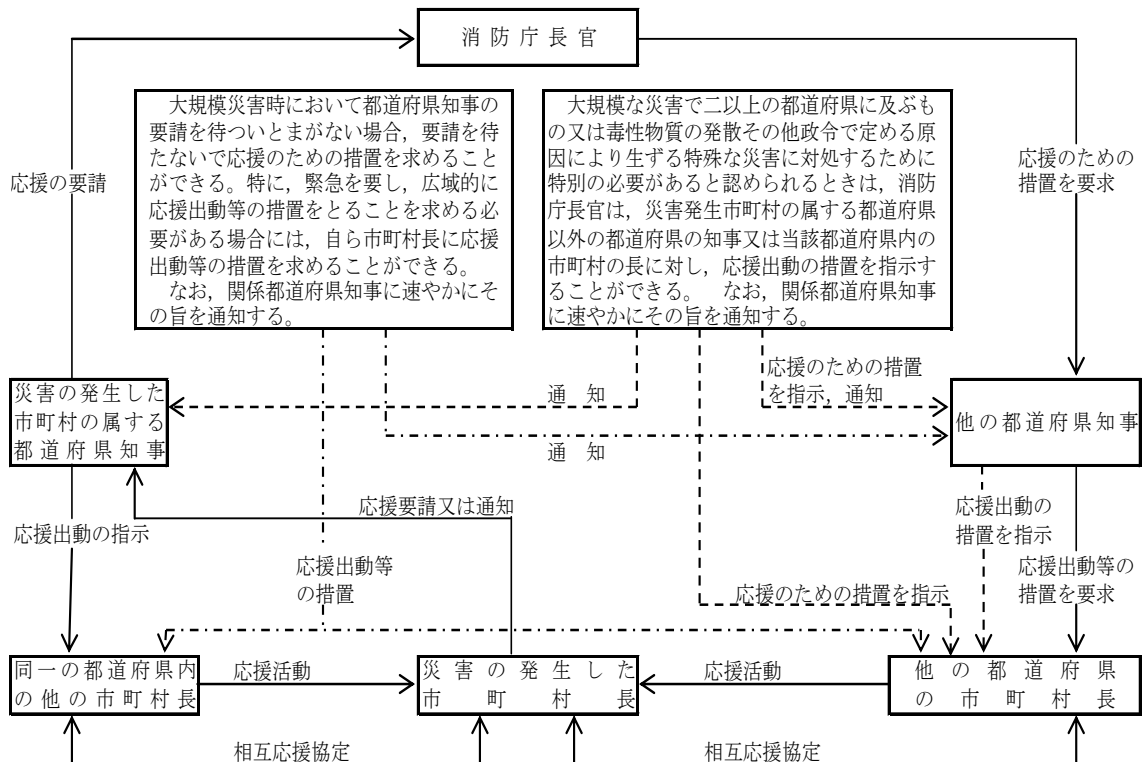 消防庁長官
大規模災害時において都道府県知事の
要請を待ついとまがない場合，要請を待
たないで応援のための措置を求めること
ができる。特に，緊急を要し，広域的に
応援出動等の措置をとることを求める必
要がある場合には，自ら市町村長に応援
出動等の措置を求めることができる。
なお，関係都道府県知事に速やかにそ
の旨を通知する。
大規模な災害で二以上の都道府県に及ぶも
の又は毒性物質の発散その他政令で定める原
因により生ずる特殊な災害に対処するために
特別の必要があると認められるときは，消防
庁長官は，災害発生市町村の属する都道府県
以外の都道府県の知事又は当該都道府県内の
市町村の長に対し，応援出動の措置を指示す
ることができる。　なお，関係都道府県知事
に速やかにその旨を通知する。
応援の要請
応援のための
措置を要求
災害の発生した
市町村の属する
都道府県知事
通　知
応援のための措置
を指示，通知
他の都道府県知事
通　知
応援要請又は通知
応援出動の指示
応援出動の
措置を指示
応援出動等
の措置
応援出動等の
措置を要求
応援のための措置を指示
同一の都道府県内
の他の市町村長
応援活動
災害の発生した
市町村長
応援活動
他の都道府県
の市町村長
相互応援協定
相互応援協定